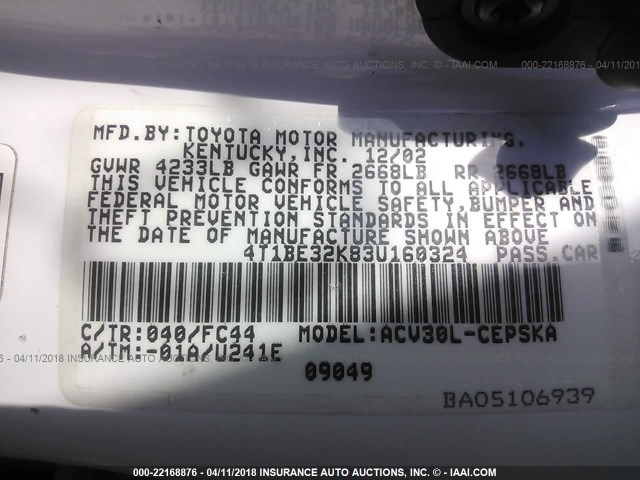 000-22168876 - 04/11/2018 INSURANCE AUTO AUCTIONS, INC. - © IAAI.COM
MFD.BY:TOYOTA MOTOR MANUFACTURING,
KENTUCKY,INC. 12/02
GVWR 4233LB GAWR FR 2668LB RR 2668LB
THIS VEHICLE CONFORMS TO ALL APPLICABLE
FEDERAL MOTOR VEHICLE SAFETY,BUMPER AND
THEFT PREVENTION STANDARDS IN EFFECT ON
THE DATE OF MANUFACTURE SHOWN ABOVE
4T1BE32K83U160324 PASS.CAR
C/TR:040/FC44 MODEL:ACV30L-CEPSKA
A/TM:-01A/U241E
09049
BA05106939
000-22168876 - 04/11/2018 INSURANCE AUTO AUCTIONS, INC. - © IAAI.COM